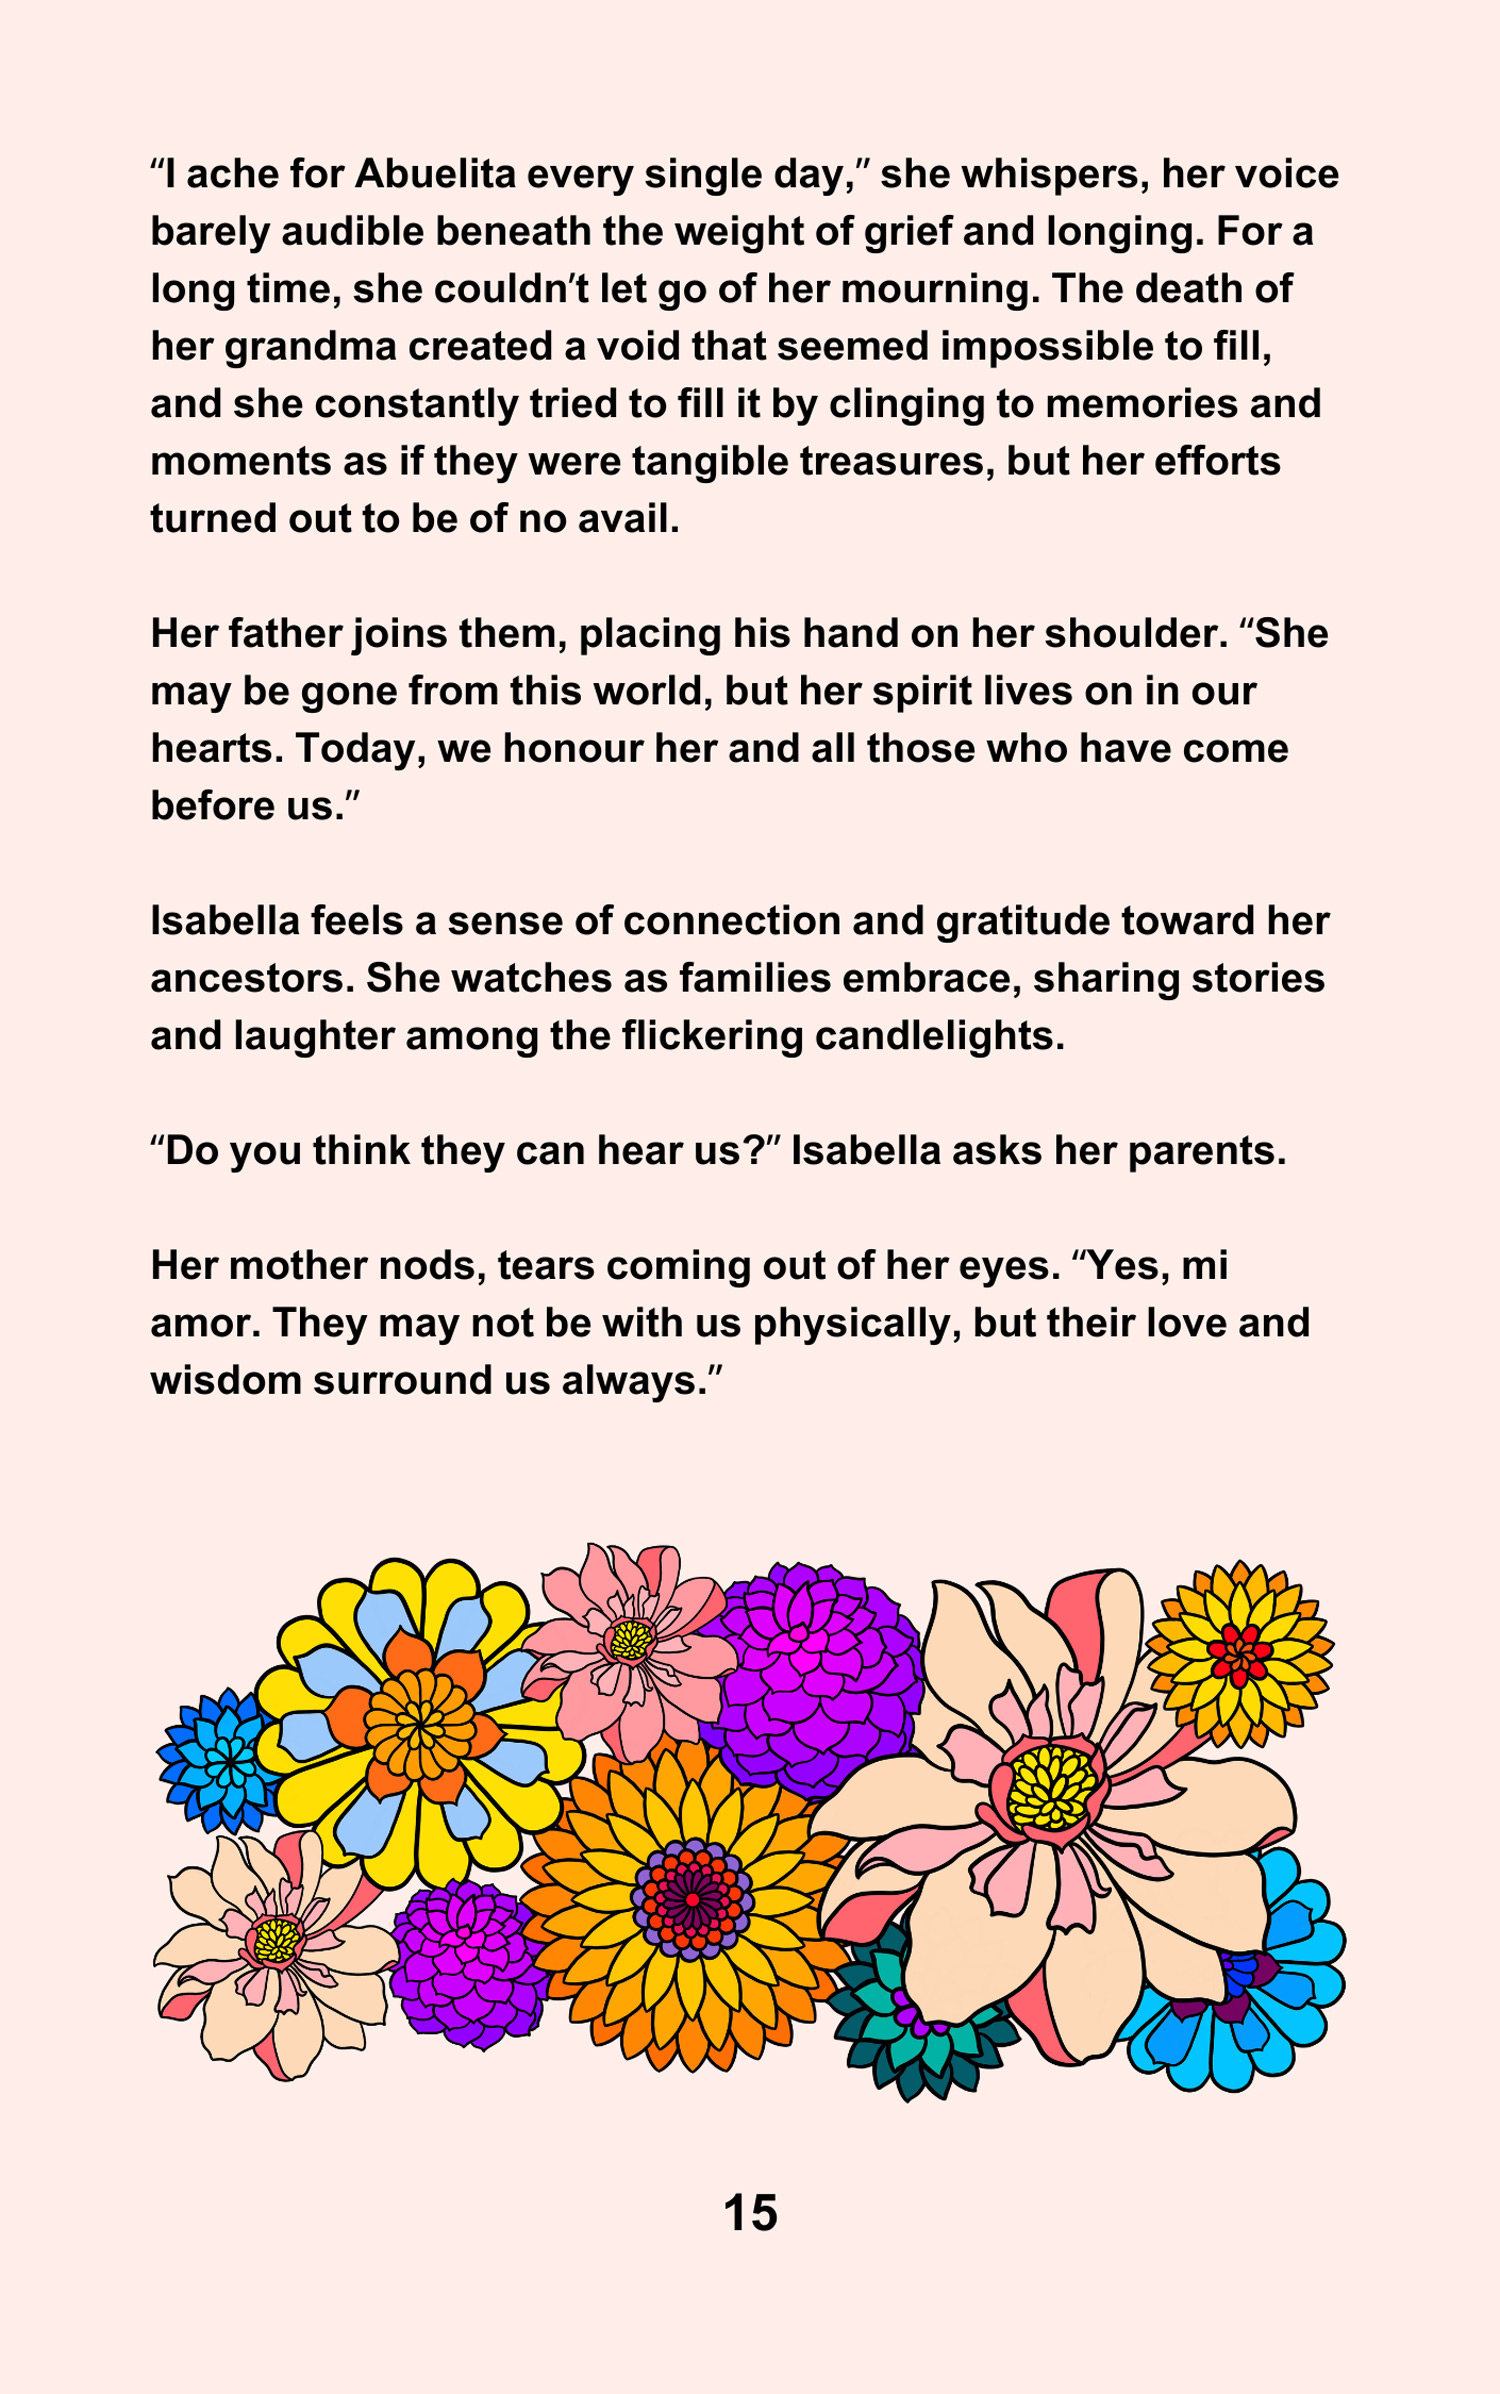 “I ache for Abuelita every single day,” she whispers, her voice
barely audible beneath the weight of grief and longing. For a
long time, she couldn't let go of her mourning. The death of
her grandma created a void that seemed impossible to fill,
and she constantly tried to fill it by clinging to memories and
moments as if they were tangible treasures, but her efforts
turned out to be of no avail.
Her father joins them, placing his hand on her shoulder. “She
may be gone from this world, but her spirit lives on in our
hearts. Today, we honour her and all those who have come
before us.”
Isabella feels a sense of connection and gratitude toward her
ancestors. She watches as families embrace, sharing stories
and laughter among the flickering candlelights.
“Do you think they can hear us?” Isabella asks her parents.
Her mother nods, tears coming out of her eyes. “Yes, mi
amor. They may not be with us physically, but their love and
wisdom surround us always.”
15